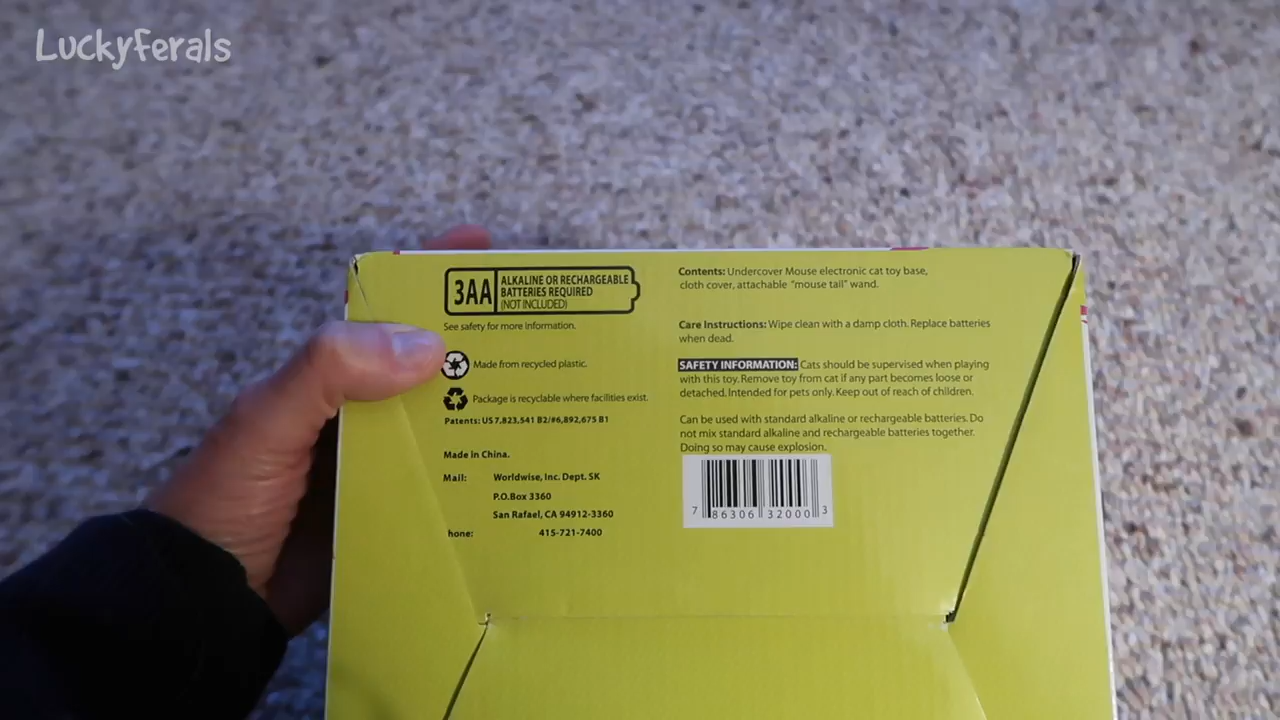 LuckyFerals
3AA
ALKALINE OR RECHARGEABLE
BATTERIES REQUIRED
(NOT INCLUDED)
See safety for more information.
Made from recycled plastic.
Package is recyclable where facilities exist.
Patents: US 7,823,541 B2/#6,892,675 B1
Made in China.
Mail: Worldwise, Inc. Dept. SK
P.O.Box 3360
San Rafael, CA 94912-3360
hone: 415-721-7400
Contents: Undercover Mouse electronic cat toy base,
cloth cover, attachable "mouse tail" wand.
Care Instructions: Wipe clean with a damp cloth. Replace batteries
when dead.
SAFETY INFORMATION: Cats should be supervised when playing
with this toy. Remove toy from cat if any part becomes loose or
detached. Intended for pets only. Keep out of reach of children.
Can be used with standard alkaline or rechargeable batteries. Do
not mix standard alkaline and rechargeable batteries together.
Doing so may cause explosion.
7 86306 32000 3